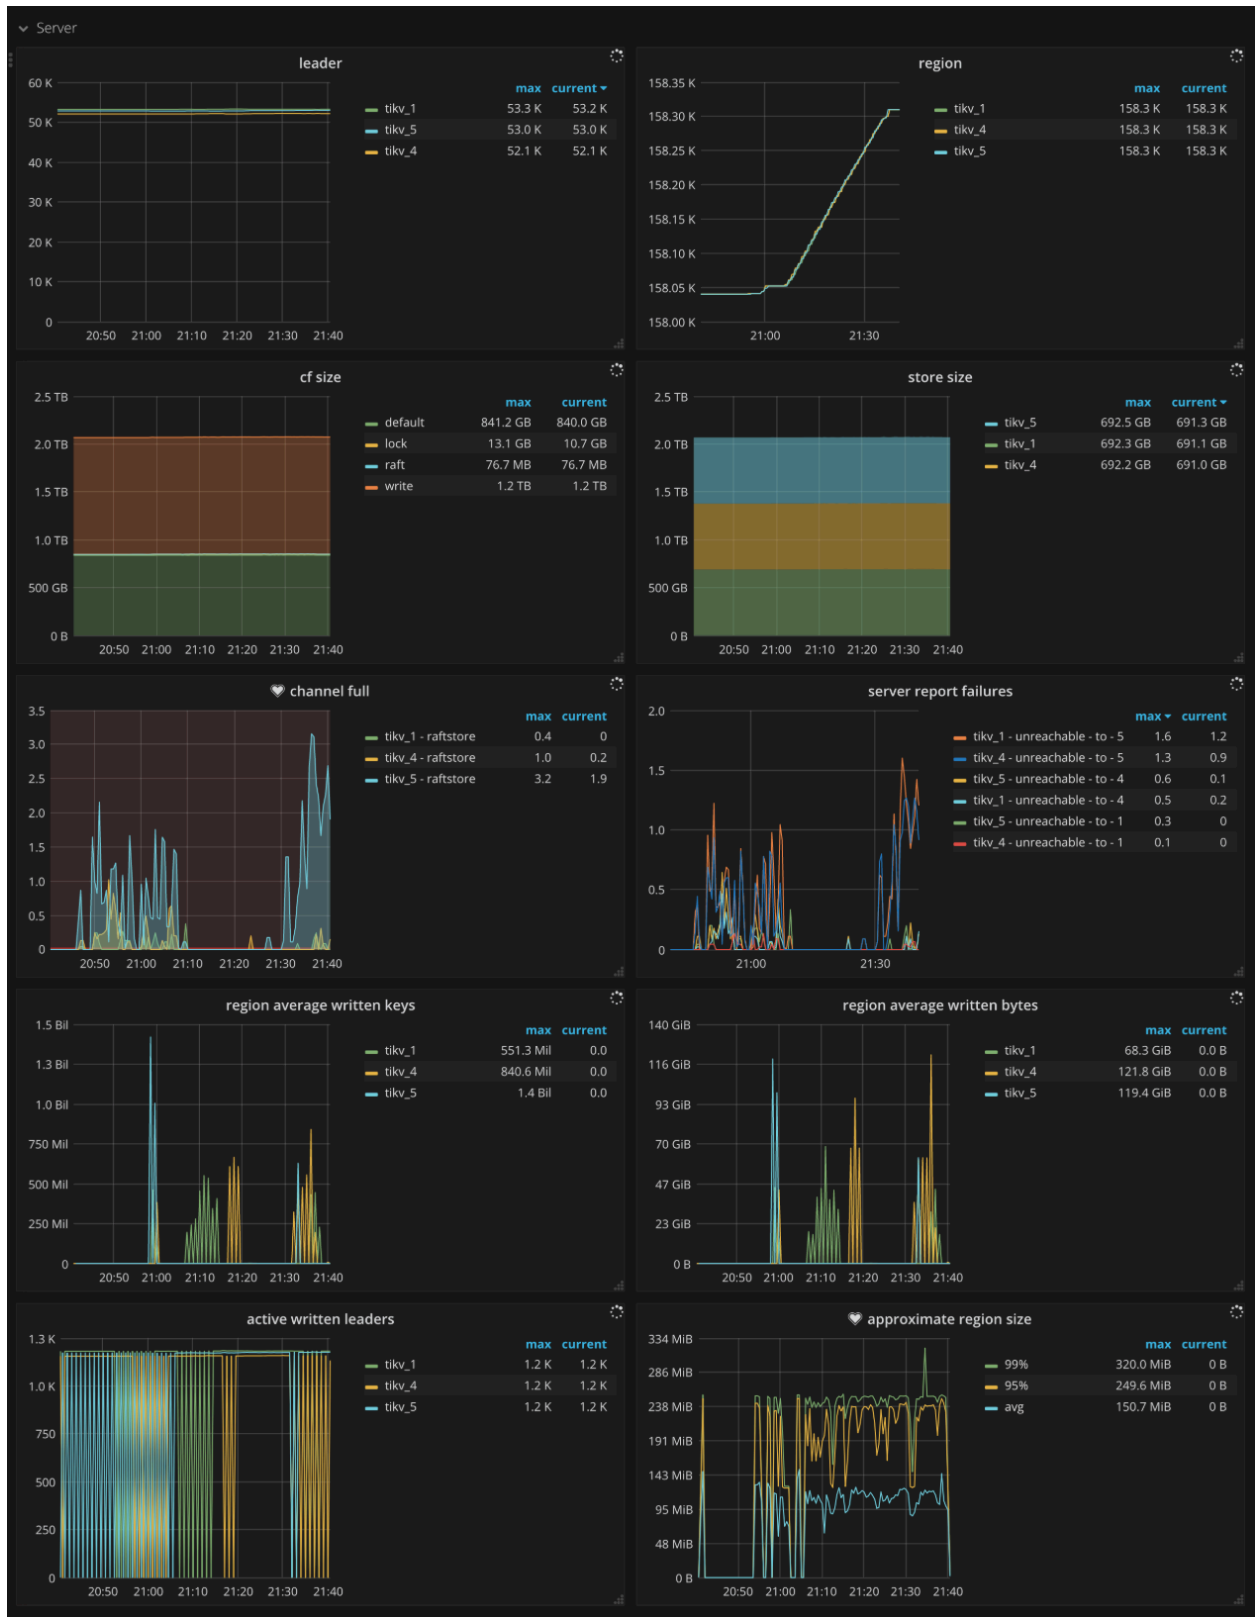 Server
leader
60 K
50 K
40 K
30 K
20 K
10 K
0
20:50 21:00 21:10 21:20 21:30 21:40
max current
tikv_1 53.3 K 53.2 K
tikv_5 53.0 K 53.0 K
tikv_4 52.1 K 52.1 K
region
158.35 K
158.30 K
158.25 K
158.20 K
158.15 K
158.10 K
158.05 K
158.00 K
21:00 21:30
max current
tikv_1 158.3 K 158.3 K
tikv_4 158.3 K 158.3 K
tikv_5 158.3 K 158.3 K
cf size
2.5 TB
2.0 TB
1.5 TB
1.0 TB
500 GB
0 B
20:50 21:00 21:10 21:20 21:30 21:40
max current
default 841.2 GB 840.0 GB
lock 13.1 GB 10.7 GB
raft 76.7 MB 76.7 MB
write 1.2 TB 1.2 TB
store size
2.5 TB
2.0 TB
1.5 TB
1.0 TB
500 GB
0 B
20:50 21:00 21:10 21:20 21:30 21:40
max current
tikv_5 692.5 GB 691.3 GB
tikv_1 692.3 GB 691.1 GB
tikv_4 692.2 GB 691.0 GB
channel full
3.5
3.0
2.5
2.0
1.5
1.0
0.5
0
20:50 21:00 21:10 21:20 21:30 21:40
max current
tikv_1 - raftstore 0.4 0
tikv_4 - raftstore 1.0 0.2
tikv_5 - raftstore 3.2 1.9
server report failures
2.0
1.5
1.0
0.5
0
21:00 21:30
max current
tikv_1 - unreachable - to - 5 1.6 1.2
tikv_4 - unreachable - to - 5 1.3 0.9
tikv_5 - unreachable - to - 4 0.6 0.1
tikv_1 - unreachable - to - 4 0.5 0.2
tikv_5 - unreachable - to - 1 0.3 0
tikv_4 - unreachable - to - 1 0.1 0
region average written keys
1.5 Bil
1.3 Bil
1.0 Bil
750 Mil
500 Mil
250 Mil
0
20:50 21:00 21:10 21:20 21:30 21:40
max current
tikv_1 551.3 Mil 0.0
tikv_4 840.6 Mil 0.0
tikv_5 1.4 Bil 0.0
region average written bytes
140 GiB
116 GiB
93 GiB
70 GiB
47 GiB
23 GiB
0 B
20:50 21:00 21:10 21:20 21:30 21:40
max current
tikv_1 68.3 GiB 0.0 B
tikv_4 121.8 GiB 0.0 B
tikv_5 119.4 GiB 0.0 B
active written leaders
1.3 K
1.0 K
750
500
250
0
20:50 21:00 21:10 21:20 21:30 21:40
max current
tikv_1 1.2 K 1.2 K
tikv_4 1.2 K 1.2 K
tikv_5 1.2 K 1.2 K
approximate region size
334 MiB
286 MiB
238 MiB
191 MiB
143 MiB
95 MiB
48 MiB
0 B
20:50 21:00 21:10 21:20 21:30 21:40
max current
99% 320.0 MiB 0 B
95% 249.6 MiB 0 B
avg 150.7 MiB 0 B